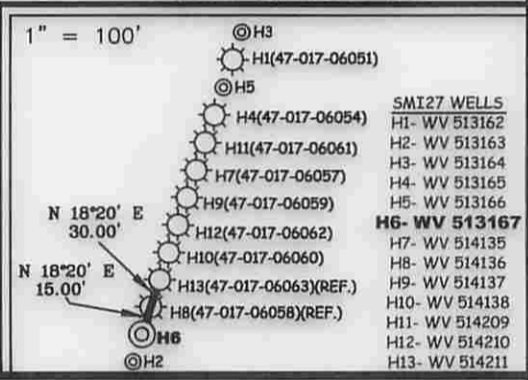 1" = 100'
H3
H1(47-017-06051)
H5
H4(47-017-06054)
H11(47-017-06061)
H7(47-017-06057)
H9(47-017-06059)
H12(47-017-06062)
H10(47-017-06060)
H13(47-017-06063)(REF.)
H8(47-017-06058)(REF.)
H6
H2
N 18°20' E
30.00'
N 18°20' E
15.00'
SMI27 WELLS
H1- WV 513162
H2- WV 513163
H3- WV 513164
H4- WV 513165
H5- WV 513166
H6- WV 513167
H7- WV 514135
H8- WV 514136
H9- WV 514137
H10- WV 514138
H11- WV 514209
H12- WV 514210
H13- WV 514211